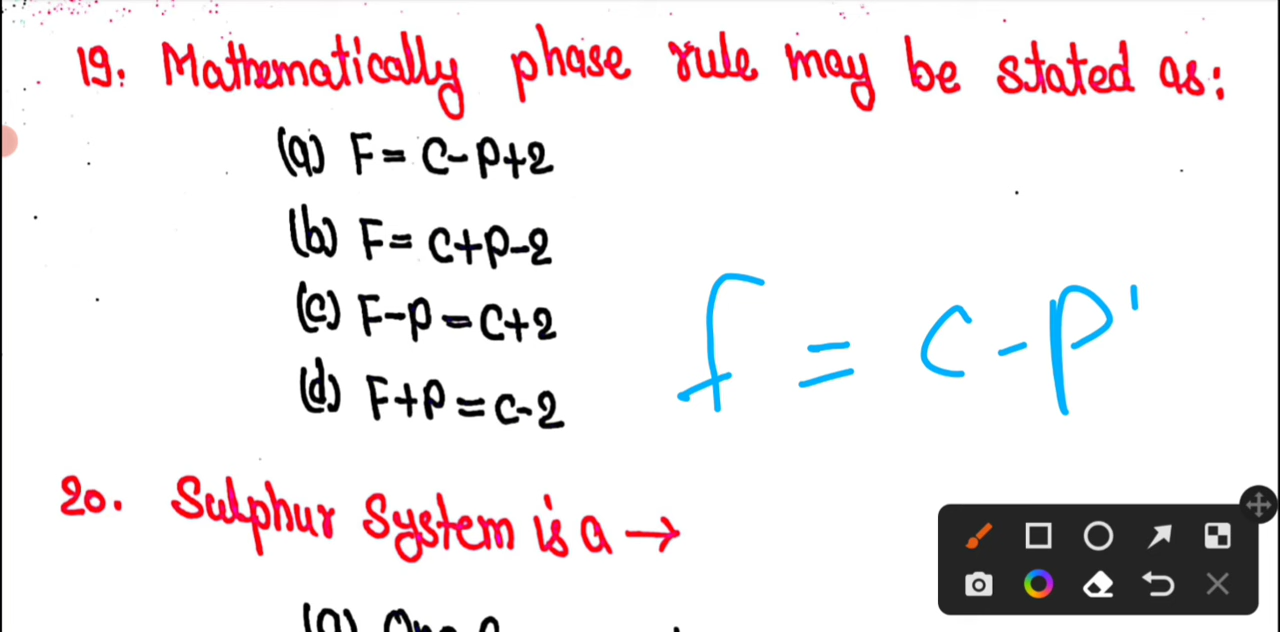 19. Mathematically phase rule may be stated as:
(a) F = C-P+2
(b) F = C+P-2
(c) F-P = C+2
(d) F+P = C-2
f = C - P
20. Sulphur System is a →
(a)